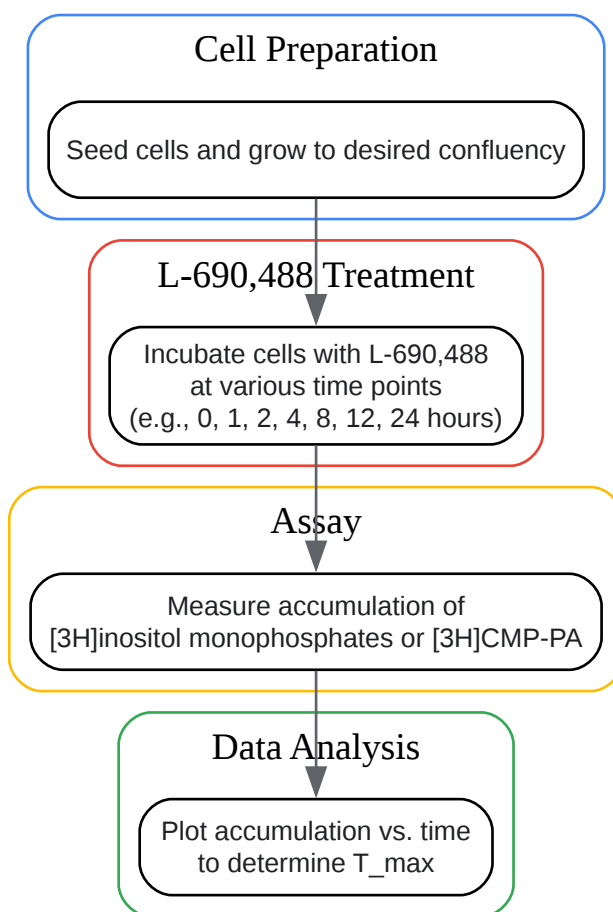 Cell Preparation
Seed cells and grow to desired confluency
L-690,488 Treatment
Incubate cells with L-690,488
at various time points
(e.g., 0, 1, 2, 4, 8, 12, 24 hours)
Assay
Measure accumulation of
[3H]inositol monophosphates or [3H]CMP-PA
Data Analysis
Plot accumulation vs. time
to determine T_max